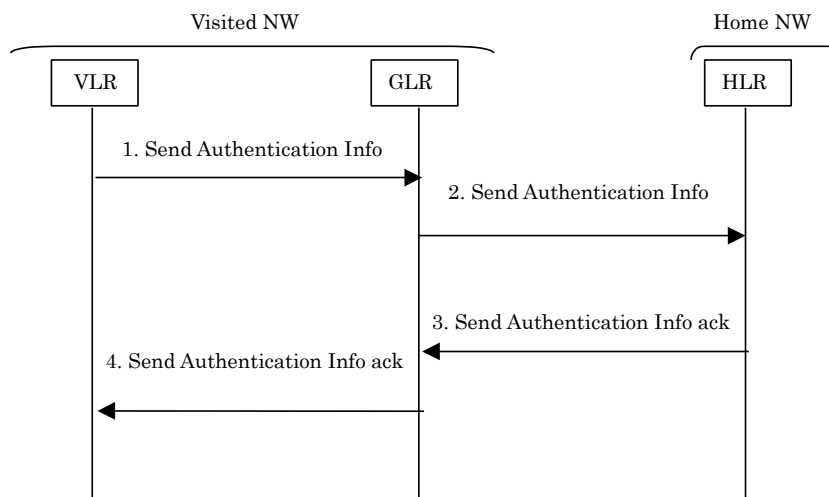 Visited NW
Home NW
VLR
GLR
HLR
1. Send Authentication Info
2. Send Authentication Info
3. Send Authentication Info ack
4. Send Authentication Info ack